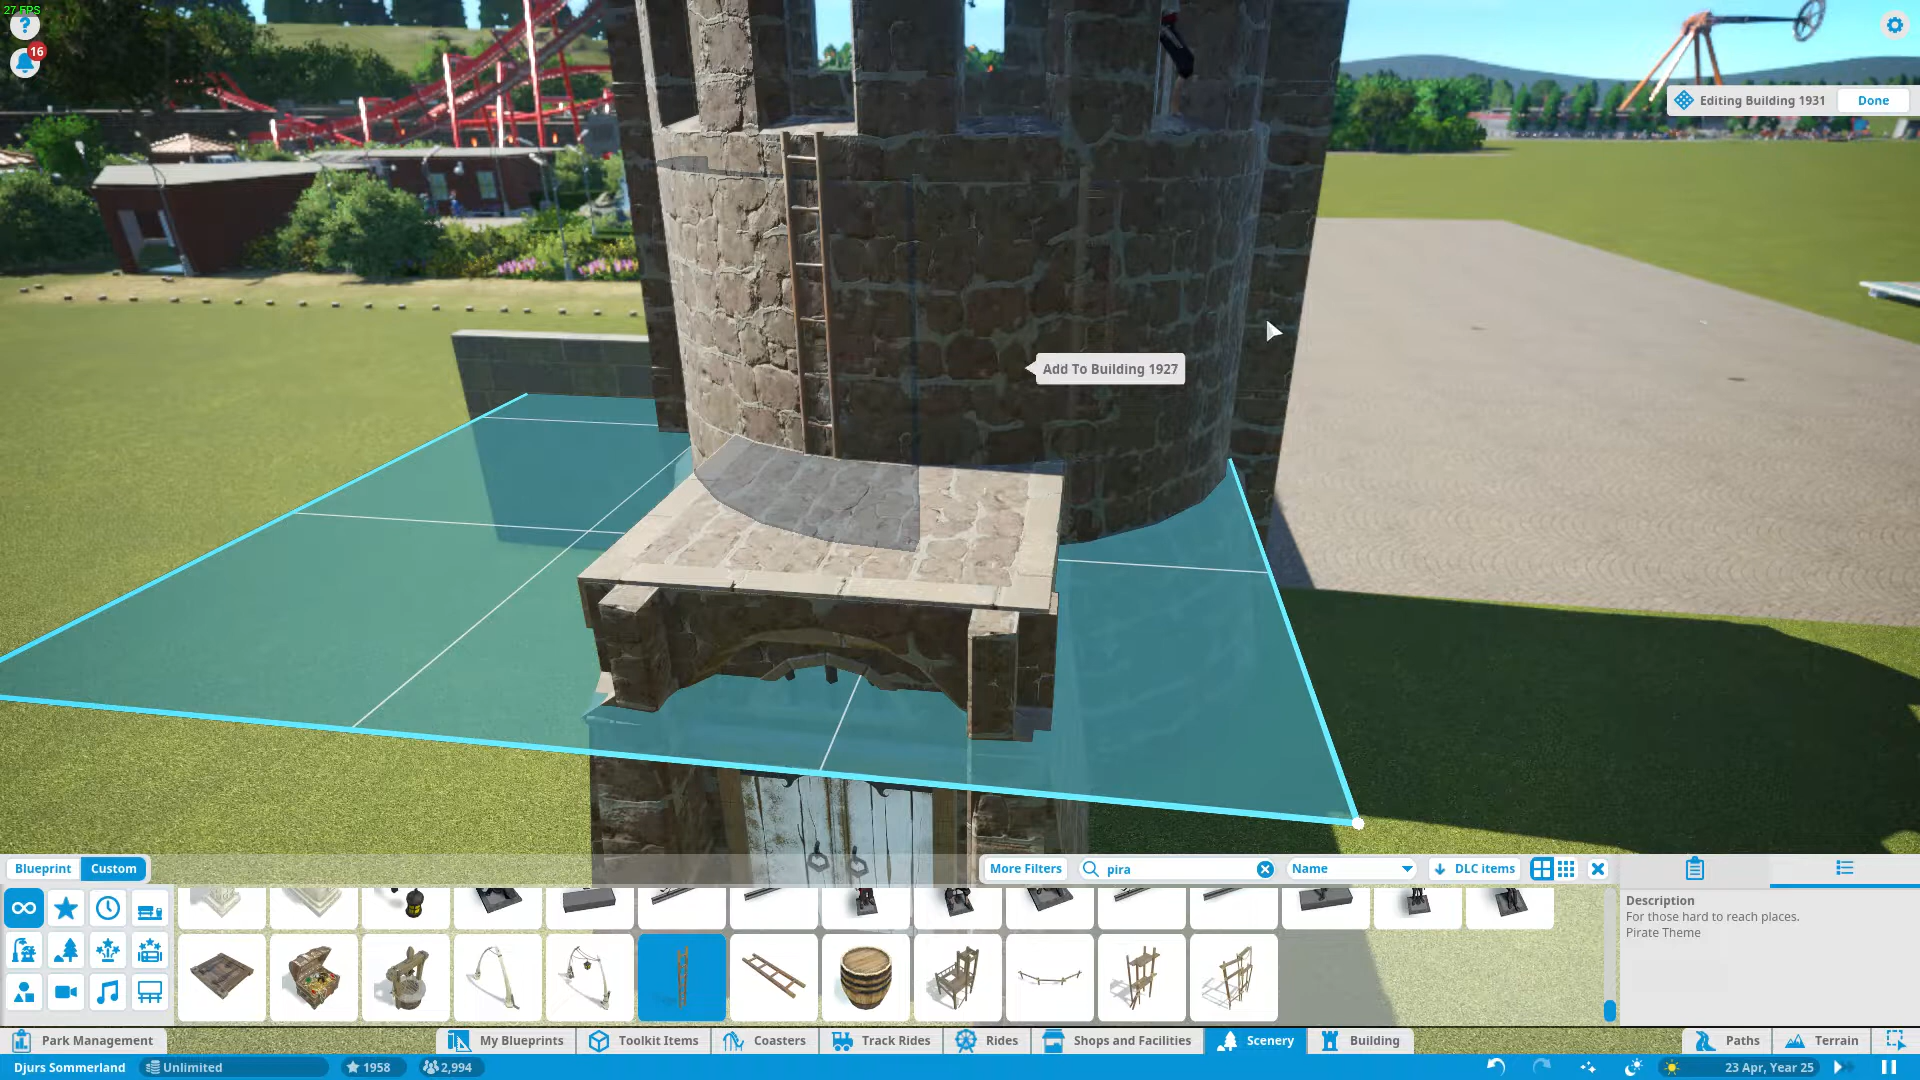 27 FPS
?
16
Editing Building 1931
Done
Add To Building 1927
Blueprint
Custom
More Filters
pira
Name
DLC items
Description
For those hard to reach places.
Pirate Theme
Park Management
My Blueprints
Toolkit Items
Coasters
Track Rides
Rides
Shops and Facilities
Scenery
Building
Paths
Terrain
Djurs Sommerland
Unlimited
1958
2,994
23 Apr, Year 25